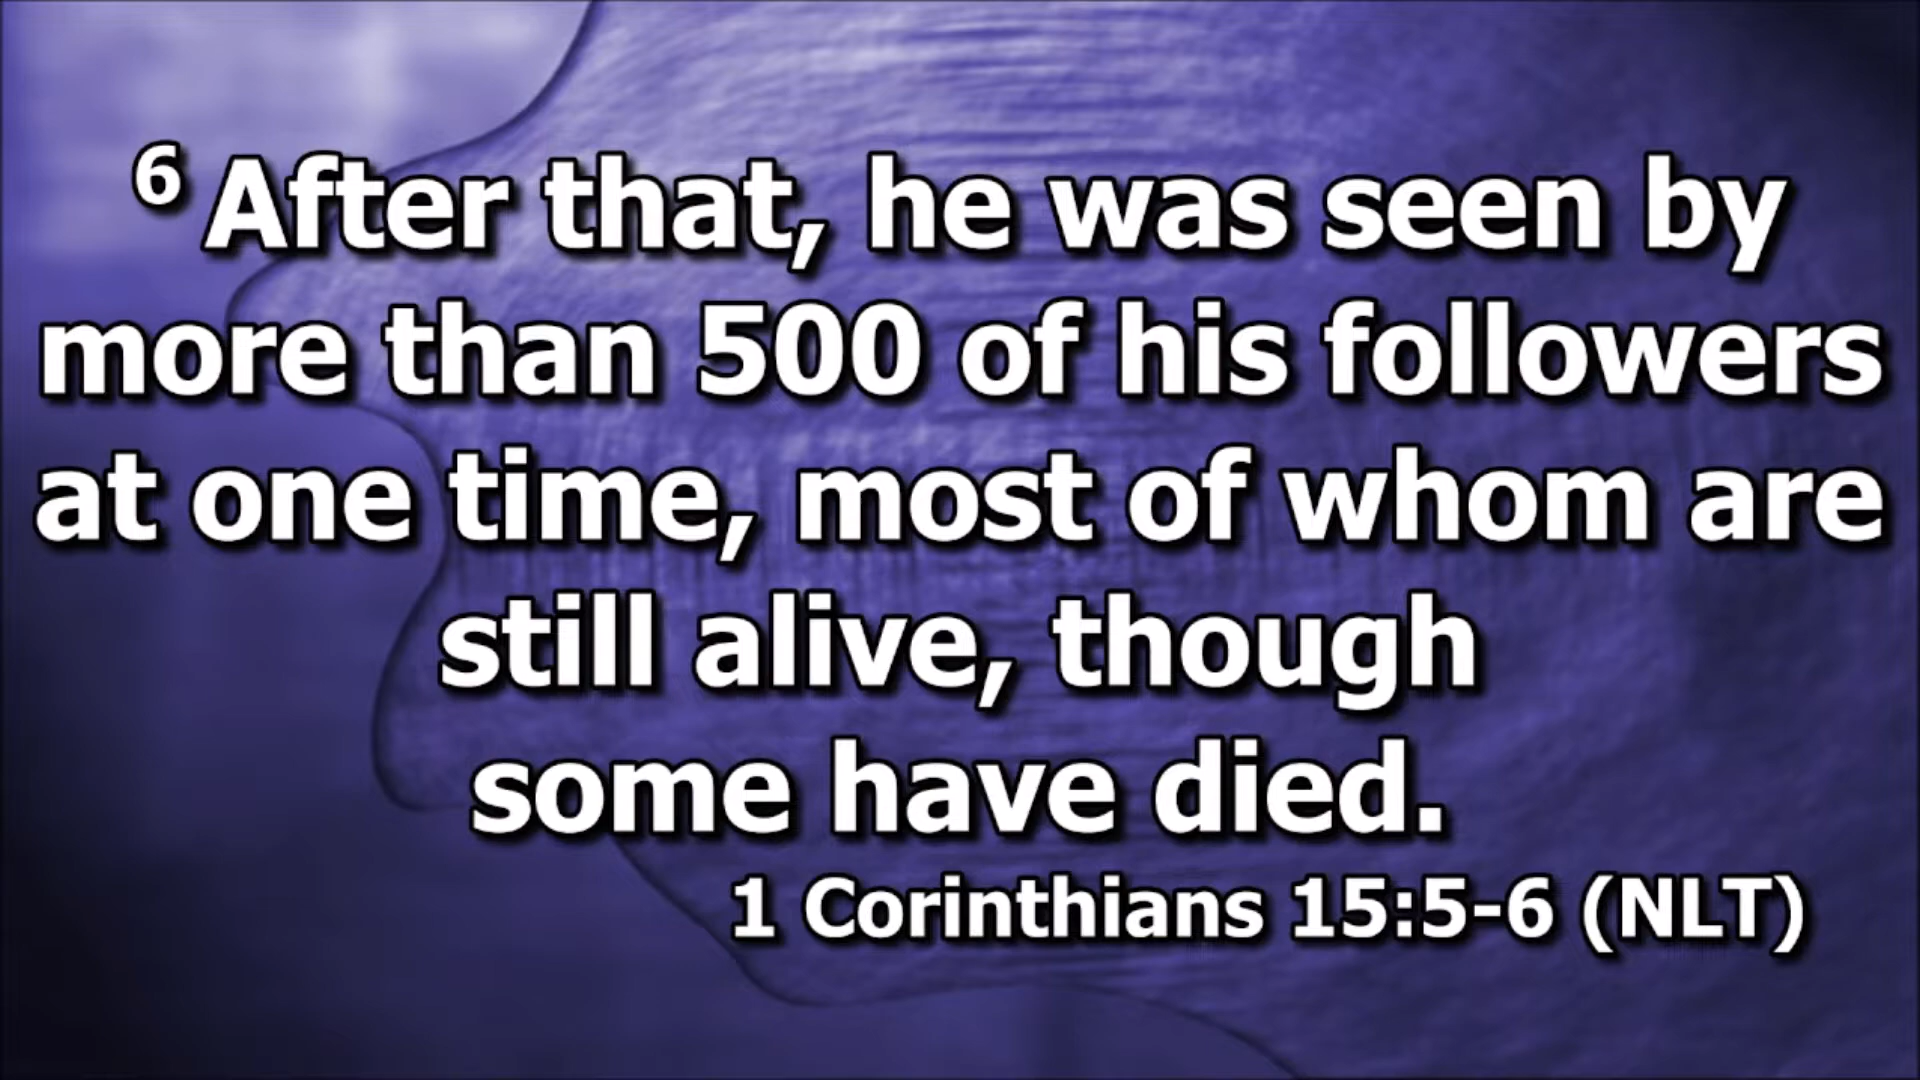 6 After that, he was seen by
more than 500 of his followers
at one time, most of whom are
still alive, though
some have died.
1 Corinthians 15:5-6 (NLT)